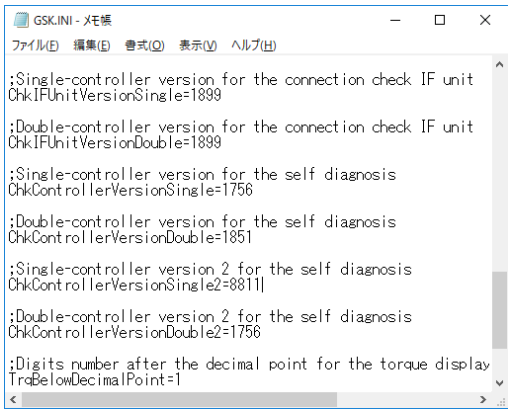 GSK.INI - メモ帳
ファイル(F) 編集(E) 書式(O) 表示(V) ヘルプ(H)
;Single-controller version for the connection check IF unit
ChkIFUnitVersionSingle=1899
;Double-controller version for the connection check IF unit
ChkIFUnitVersionDouble=1899
;Single-controller version for the self diagnosis
ChkControllerVersionSingle=1756
;Double-controller version for the self diagnosis
ChkControllerVersionDouble=1851
;Single-controller version 2 for the self diagnosis
ChkControllerVersionSingle2=8811
;Double-controller version 2 for the self diagnosis
ChkControllerVersionDouble2=1756
;Digits number after the decimal point for the torque display
TrqBelowDecimalPoint=1